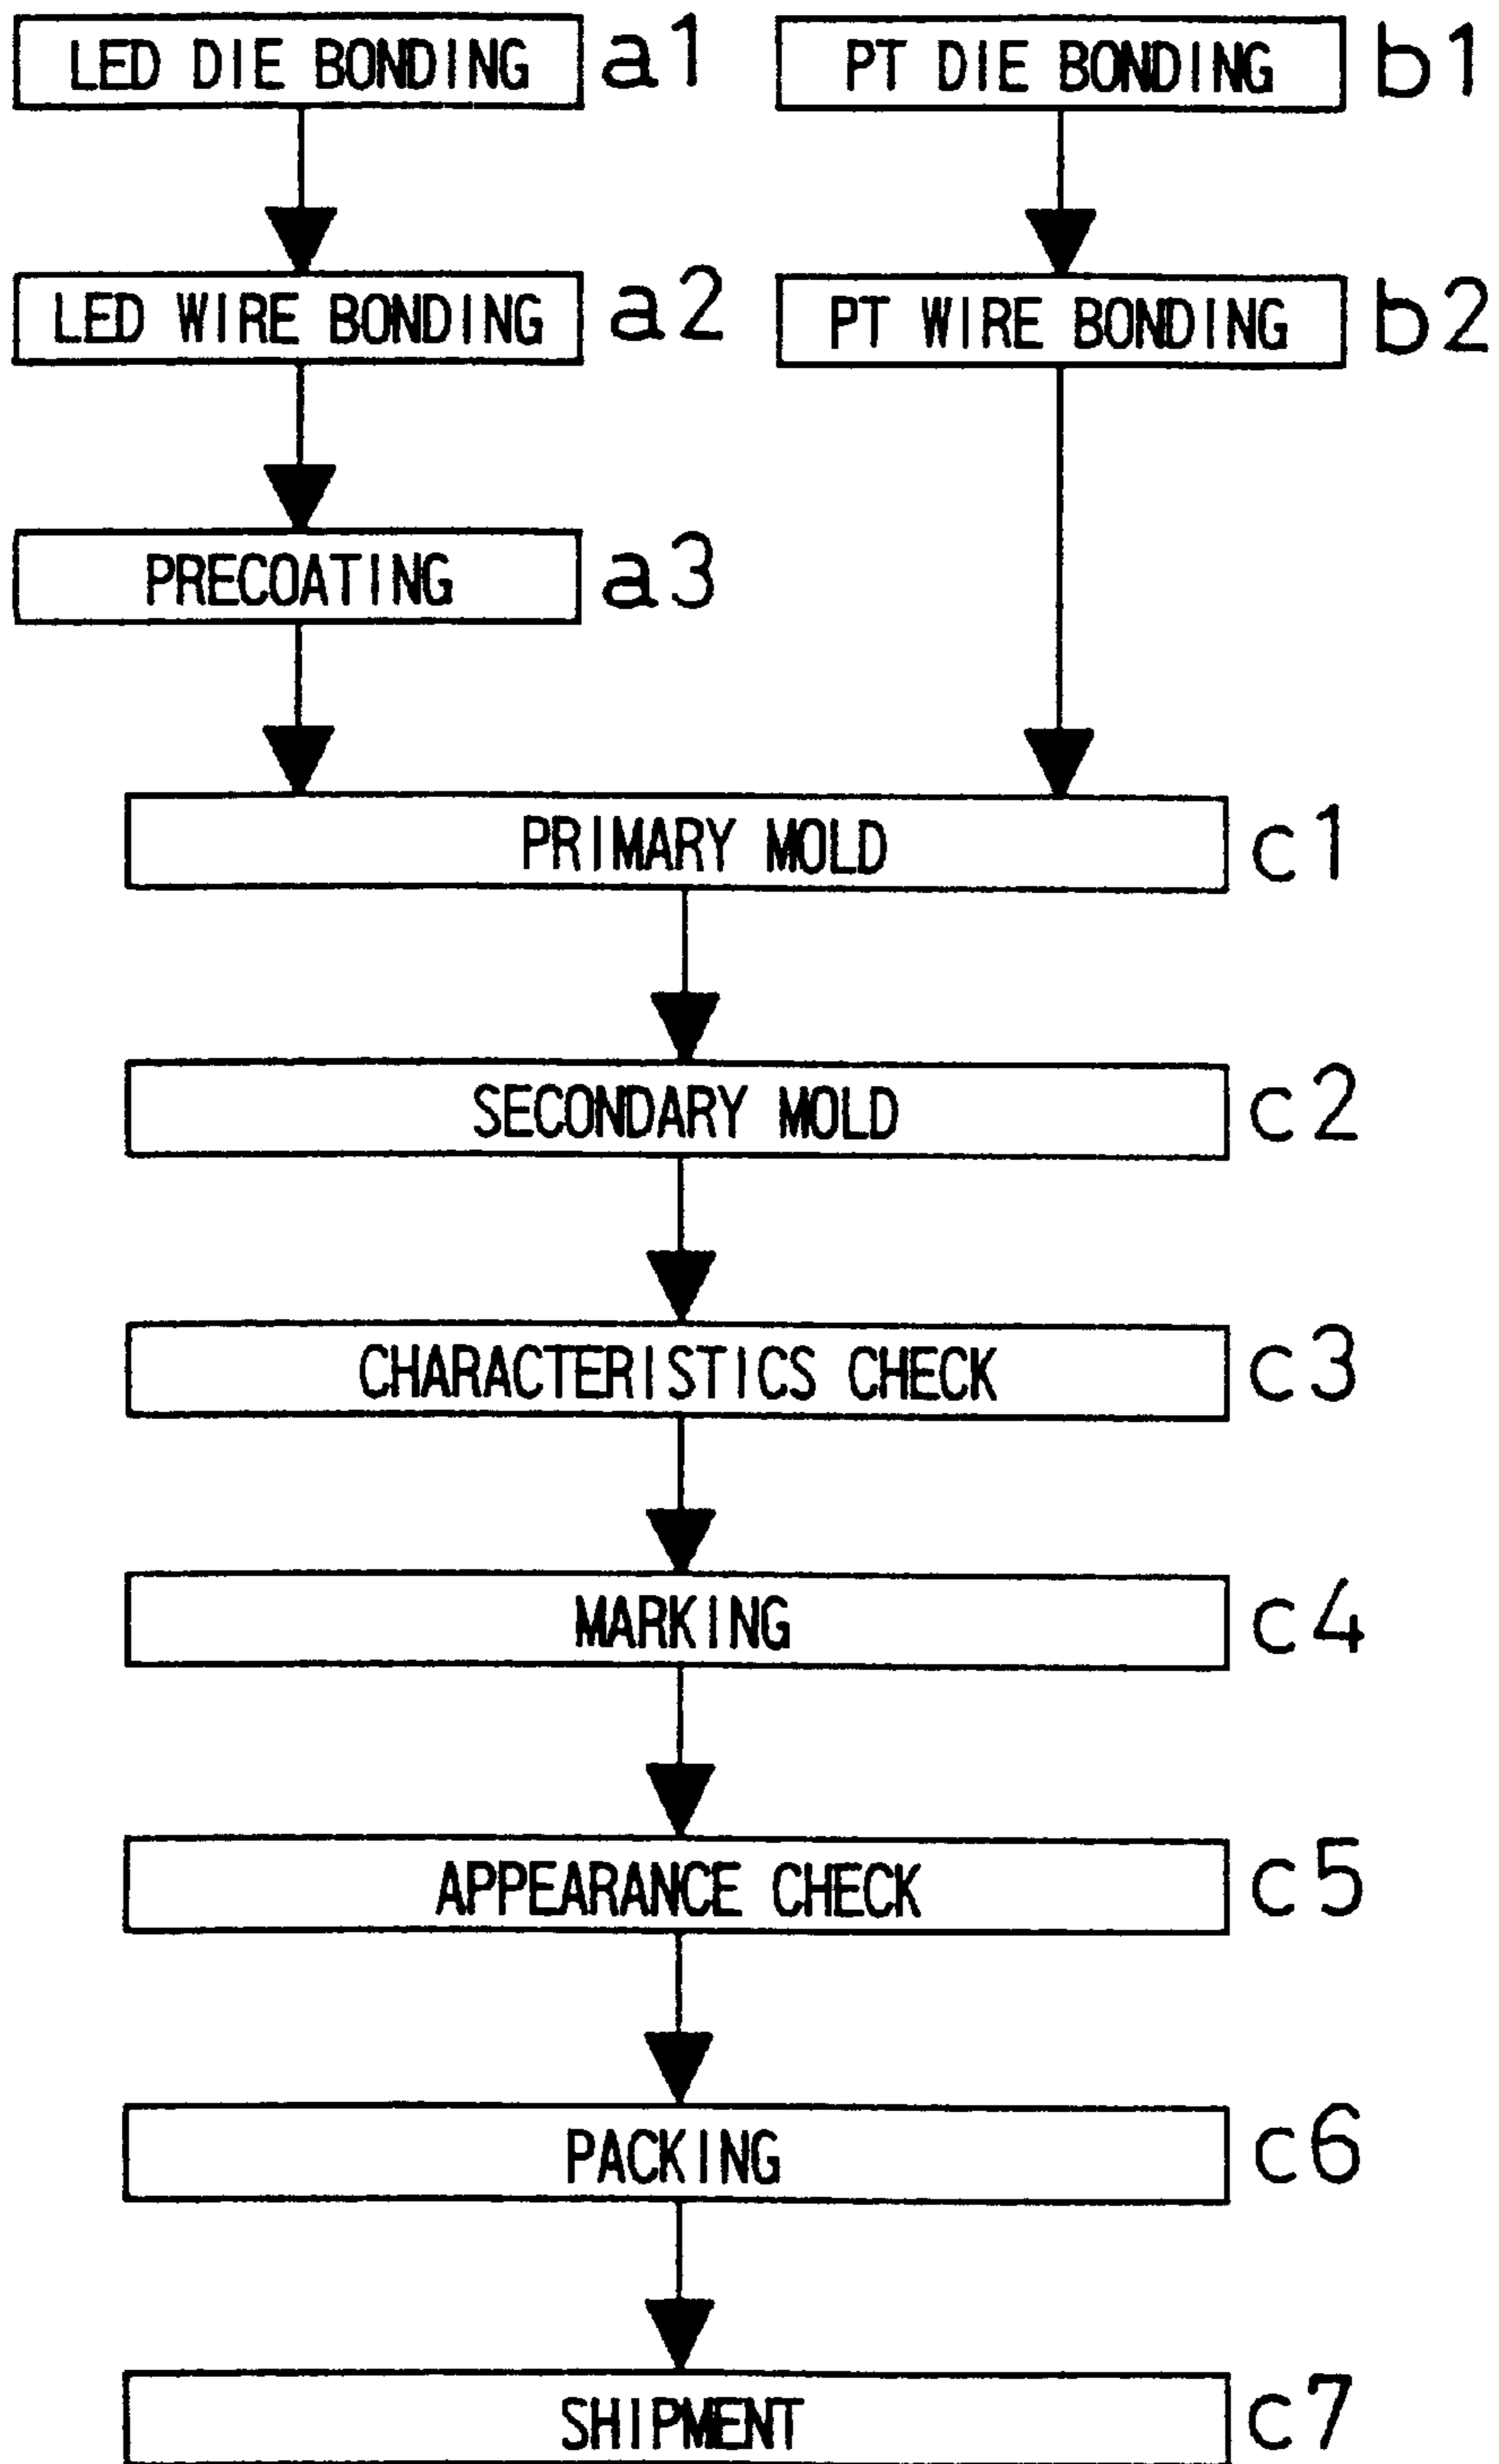 LED DIE BONDING a1 PT DIE BONDING b1
LED WIRE BONDING a2 PT WIRE BONDING b2
PRECOATING a3
PRIMARY MOLD c1
SECONDARY MOLD c2
CHARACTERISTICS CHECK c3
MARKING c4
APPEARANCE CHECK c5
PACKING c6
SHIPMENT c7